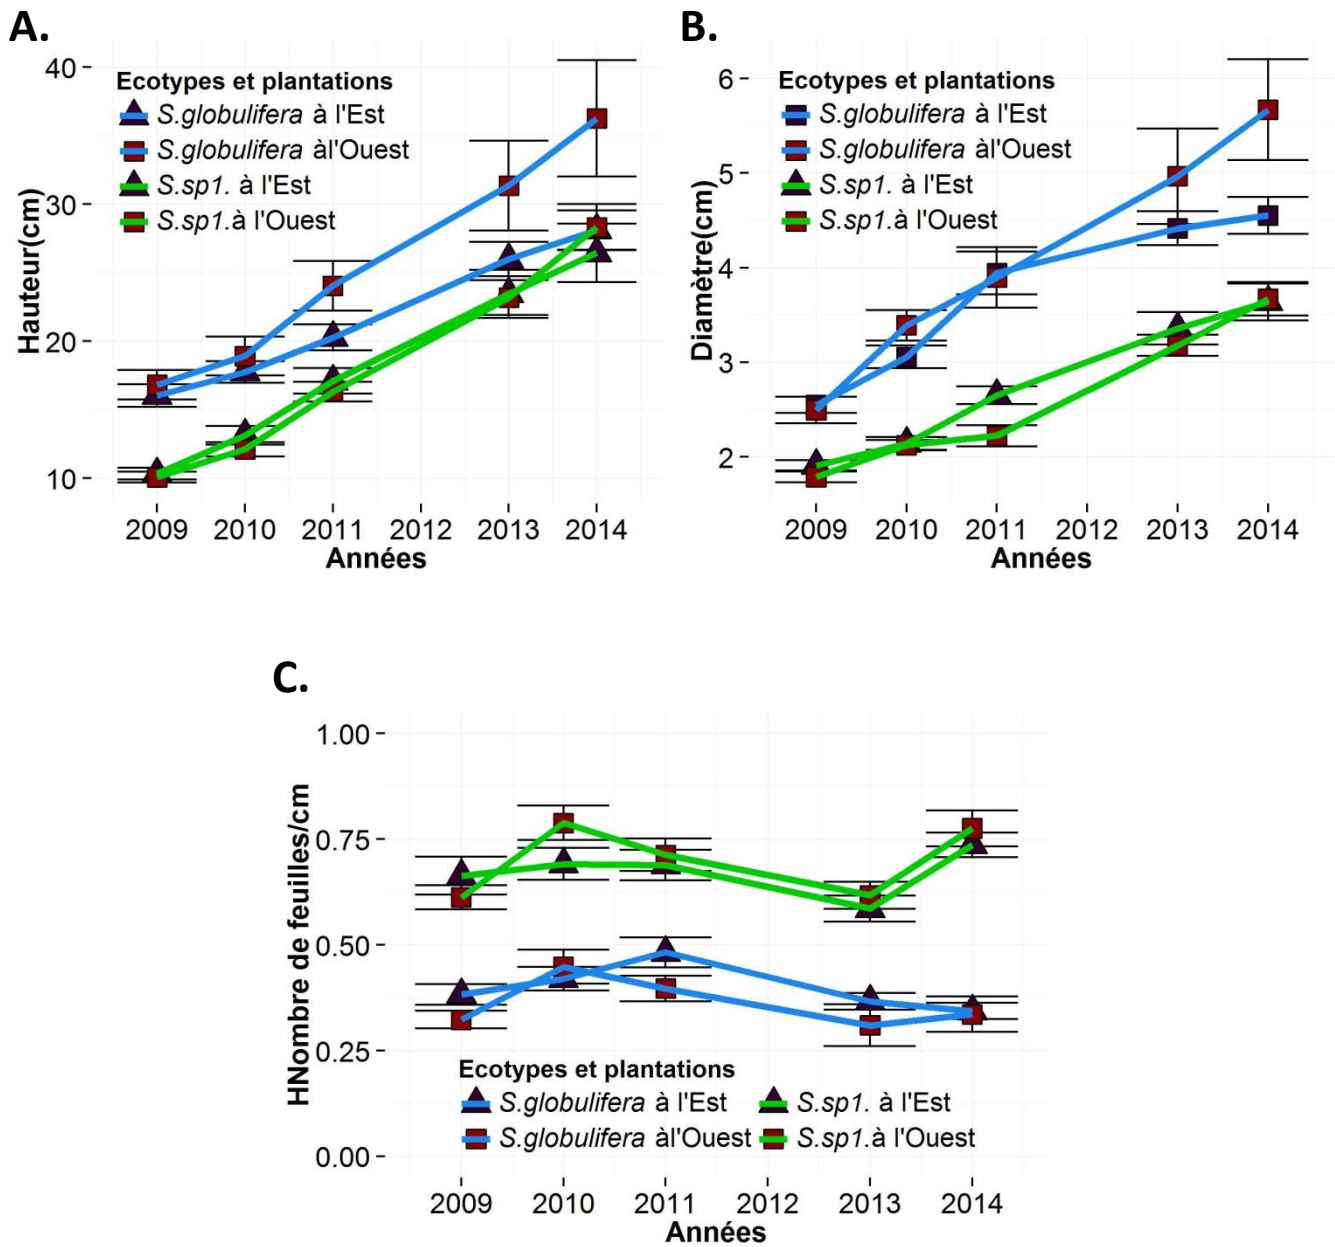 A.
Hauteur(cm)
40
30
20
10
Ecotypes et plantations
S.globulifera à l'Est
S.globulifera àl'Ouest
S.sp1. à l'Est
S.sp1.à l'Ouest
2009 2010 2011 2012 2013 2014
Années
B.
Diamètre(cm)
6
5
4
3
2
Ecotypes et plantations
S.globulifera à l'Est
S.globulifera àl'Ouest
S.sp1. à l'Est
S.sp1.à l'Ouest
2009 2010 2011 2012 2013 2014
Années
C.
HNombre de feuilles/cm
1.00
0.75
0.50
0.25
0.00
Ecotypes et plantations
S.globulifera à l'Est S.sp1. à l'Est
S.globulifera àl'Ouest S.sp1.à l'Ouest
2009 2010 2011 2012 2013 2014
Années